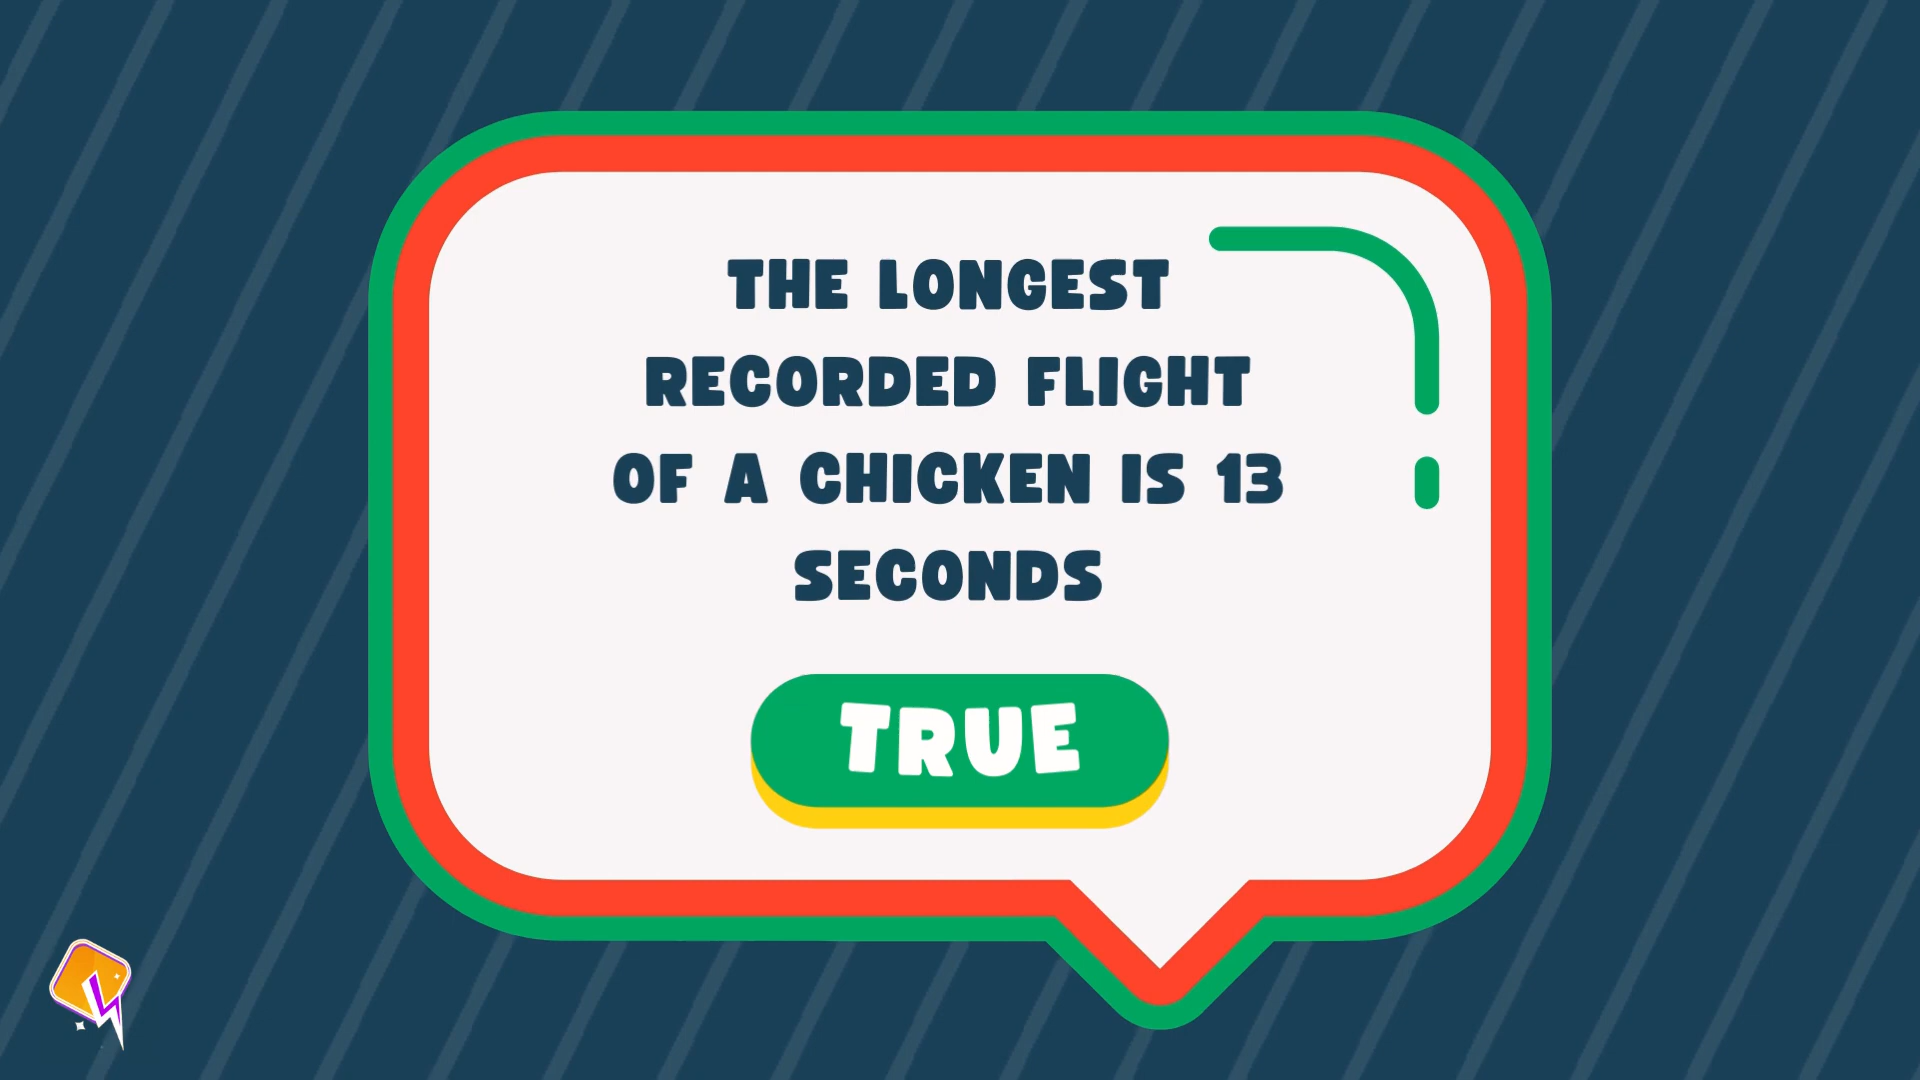 THE LONGEST
RECORDED FLIGHT
OF A CHICKEN IS 13
SECONDS
TRUE